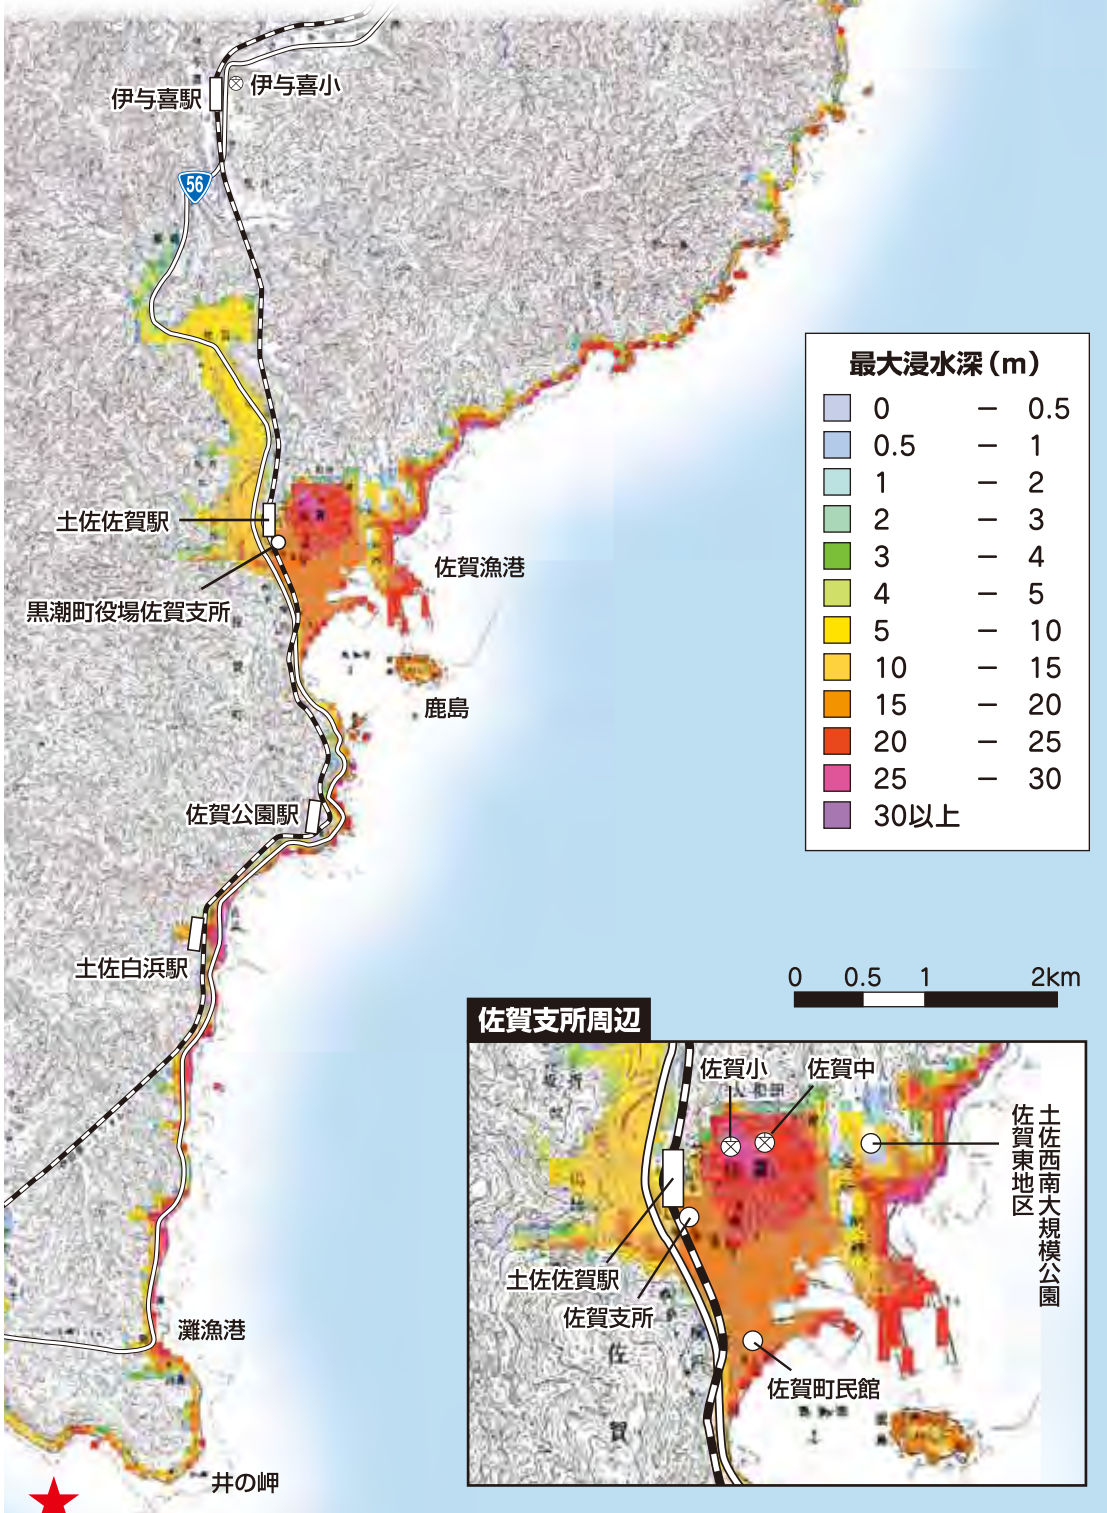 伊与喜駅
伊与喜小
56
最大浸水深（m）
0 － 0.5
0.5 － 1
1 － 2
2 － 3
3 － 4
4 － 5
5 － 10
10 － 15
15 － 20
20 － 25
25 － 30
30以上
土佐佐賀駅
佐賀漁港
黒潮町役場佐賀支所
鹿島
佐賀公園駅
土佐白浜駅
0 0.5 1 2km
佐賀支所周辺
佐賀小
佐賀中
土佐西南大規模公園
佐賀東地区
土佐佐賀駅
佐賀支所
佐賀町民館
佐
賀
灘漁港
井の岬